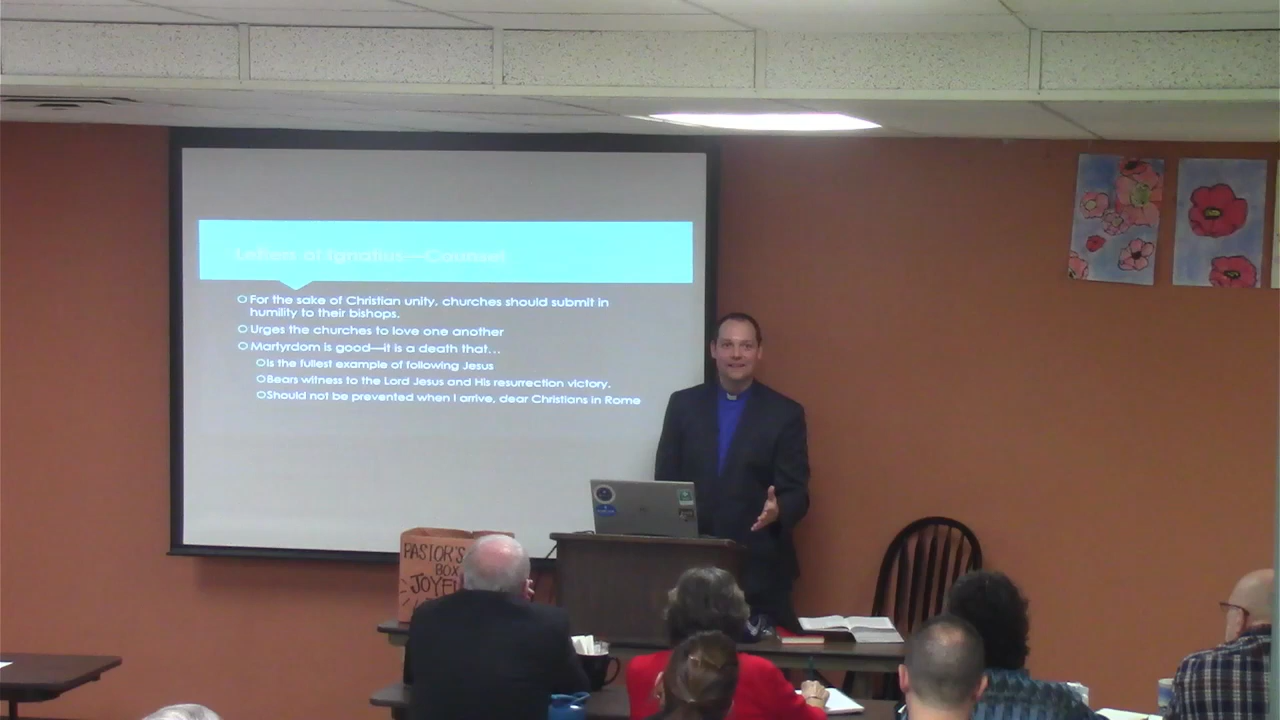 Letters of Ignatius—Counsel
For the sake of Christian unity, churches should submit in
humility to their bishops.
Urges the churches to love one another
Martyrdom is good—it is a death that...
Is the fullest example of following Jesus
Bears witness to the Lord Jesus and His resurrection victory.
Should not be prevented when I arrive, dear Christians in Rome
PASTOR'S
BOX